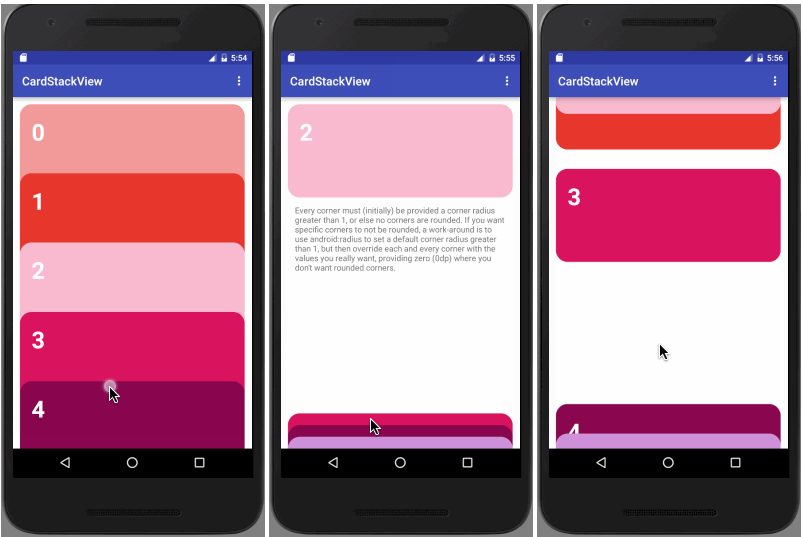 5:54
CardStackView
0
1
2
3
4
5:55
CardStackView
2
Every corner must (initially) be provided a corner radius
greater than 1, or else no corners are rounded. If you want
specific corners to not be rounded, a work-around is to
use android:radius to set a default corner radius greater
than 1, but then override each and every corner with the
values you really want, providing zero (0dp) where you
don't want rounded corners.
5:56
CardStackView
3
4